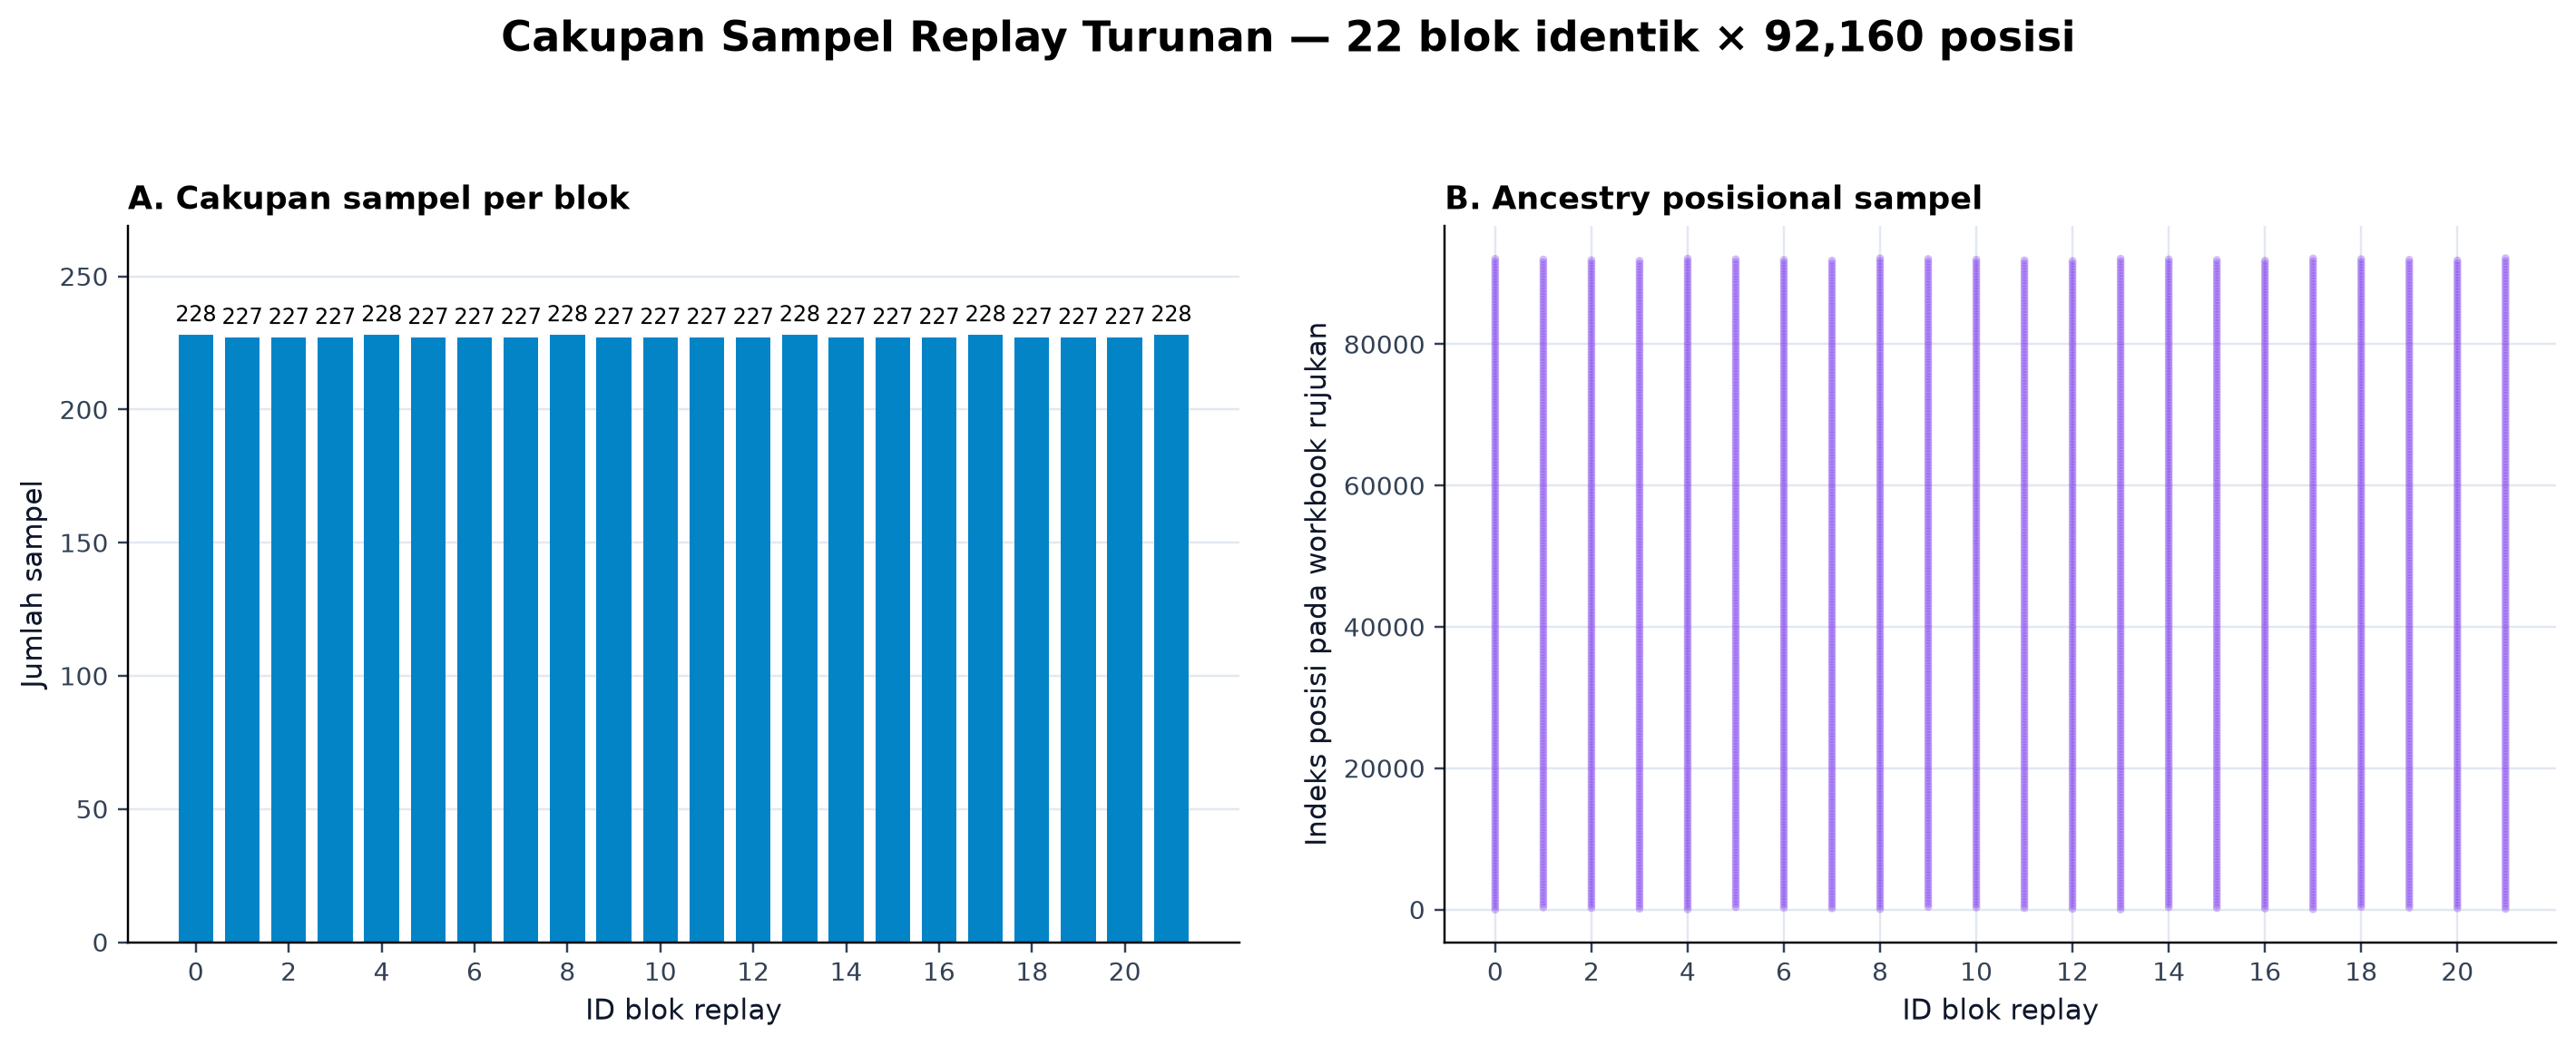 Cakupan Sampel Replay Turunan — 22 blok identik × 92,160 posisi
A. Cakupan sampel per blok
Jumlah sampel
250
200
150
100
50
0
228 227 227 227 228 227 227 227 228 227 227 227 227 228 227 227 227 228 227 227 227 228
0 2 4 6 8 10 12 14 16 18 20
ID blok replay
B. Ancestry posisional sampel
Indeks posisi pada workbook rujukan
80000
60000
40000
20000
0
0 2 4 6 8 10 12 14 16 18 20
ID blok replay